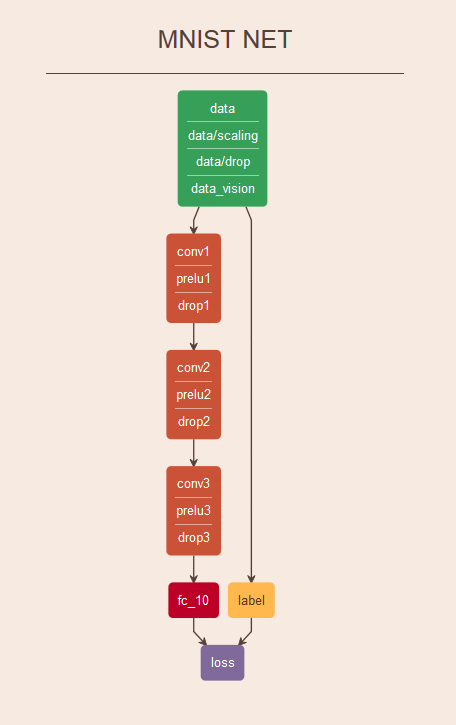 MNIST NET
data
data/scaling
data/drop
data_vision
conv1
prelu1
drop1
conv2
prelu2
drop2
conv3
prelu3
drop3
fc_10
label
loss